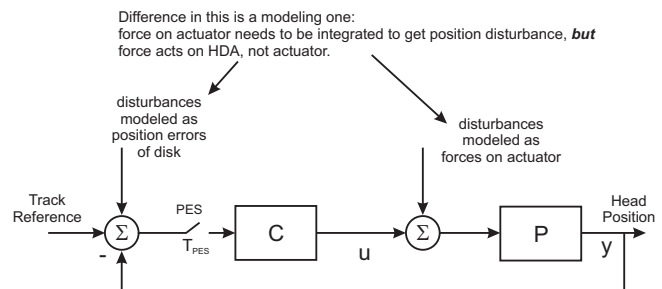 Difference in this is a modeling one:
force on actuator needs to be integrated to get position disturbance, but
force acts on HDA, not actuator.
disturbances
modeled as
position errors
of disk
disturbances
modeled as
forces on actuator
Track
Reference
Σ
-
PES
T_PES
C
u
Σ
P
Head
Position
y